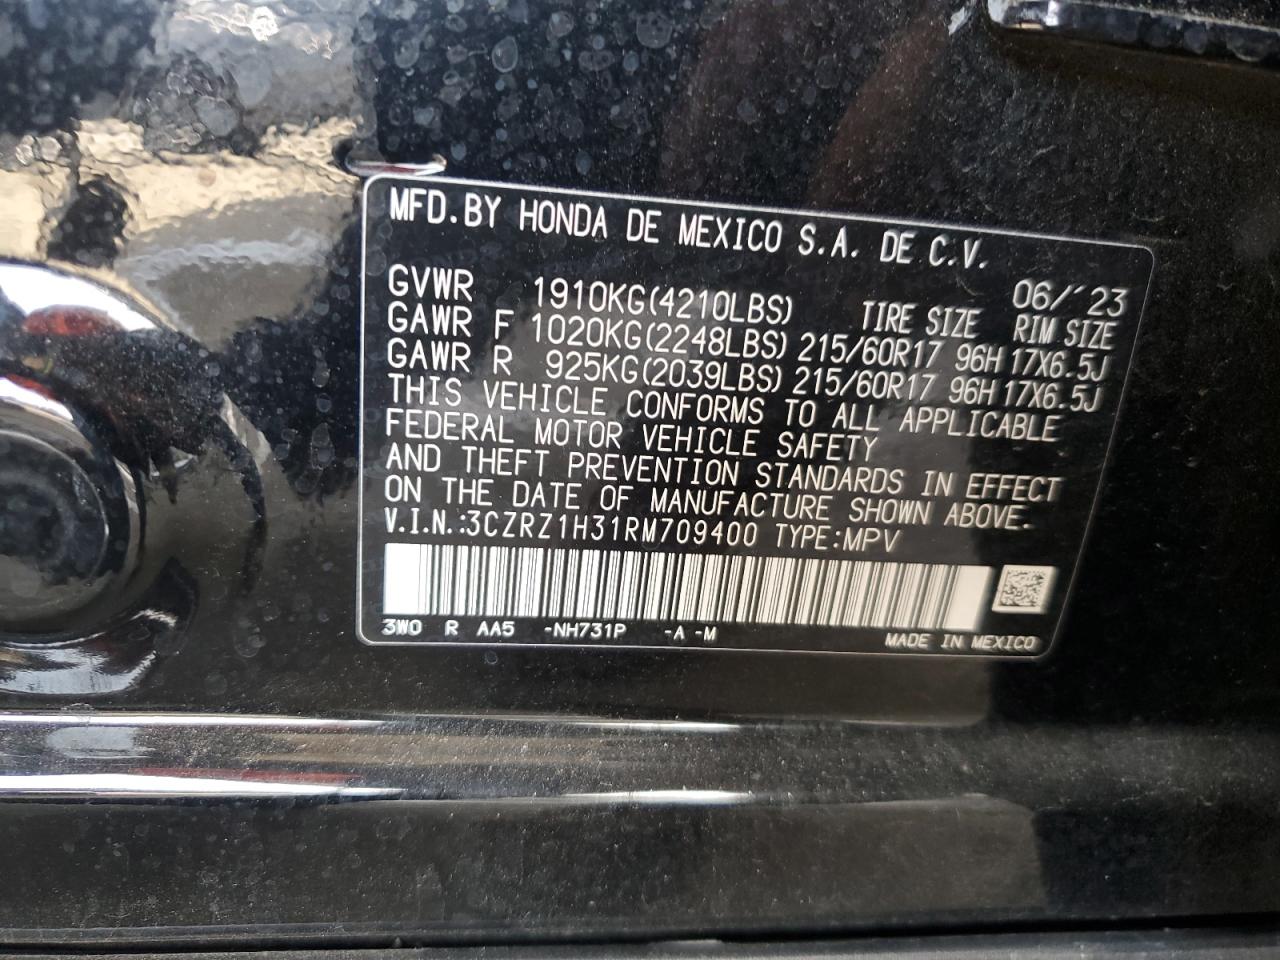 MFD.BY HONDA DE MEXICO S.A. DE C.V.
06/'23
GVWR 1910KG(4210LBS) TIRE SIZE RIM SIZE
GAWR F 1020KG(2248LBS) 215/60R17 96H 17X6.5J
GAWR R 925KG(2039LBS) 215/60R17 96H 17X6.5J
THIS VEHICLE CONFORMS TO ALL APPLICABLE
FEDERAL MOTOR VEHICLE SAFETY
AND THEFT PREVENTION STANDARDS IN EFFECT
ON THE DATE OF MANUFACTURE SHOWN ABOVE.
V.I.N.:3CZRZ1H31RM709400 TYPE:MPV
3W0 R AA5 -NH731P -A -M
MADE IN MEXICO